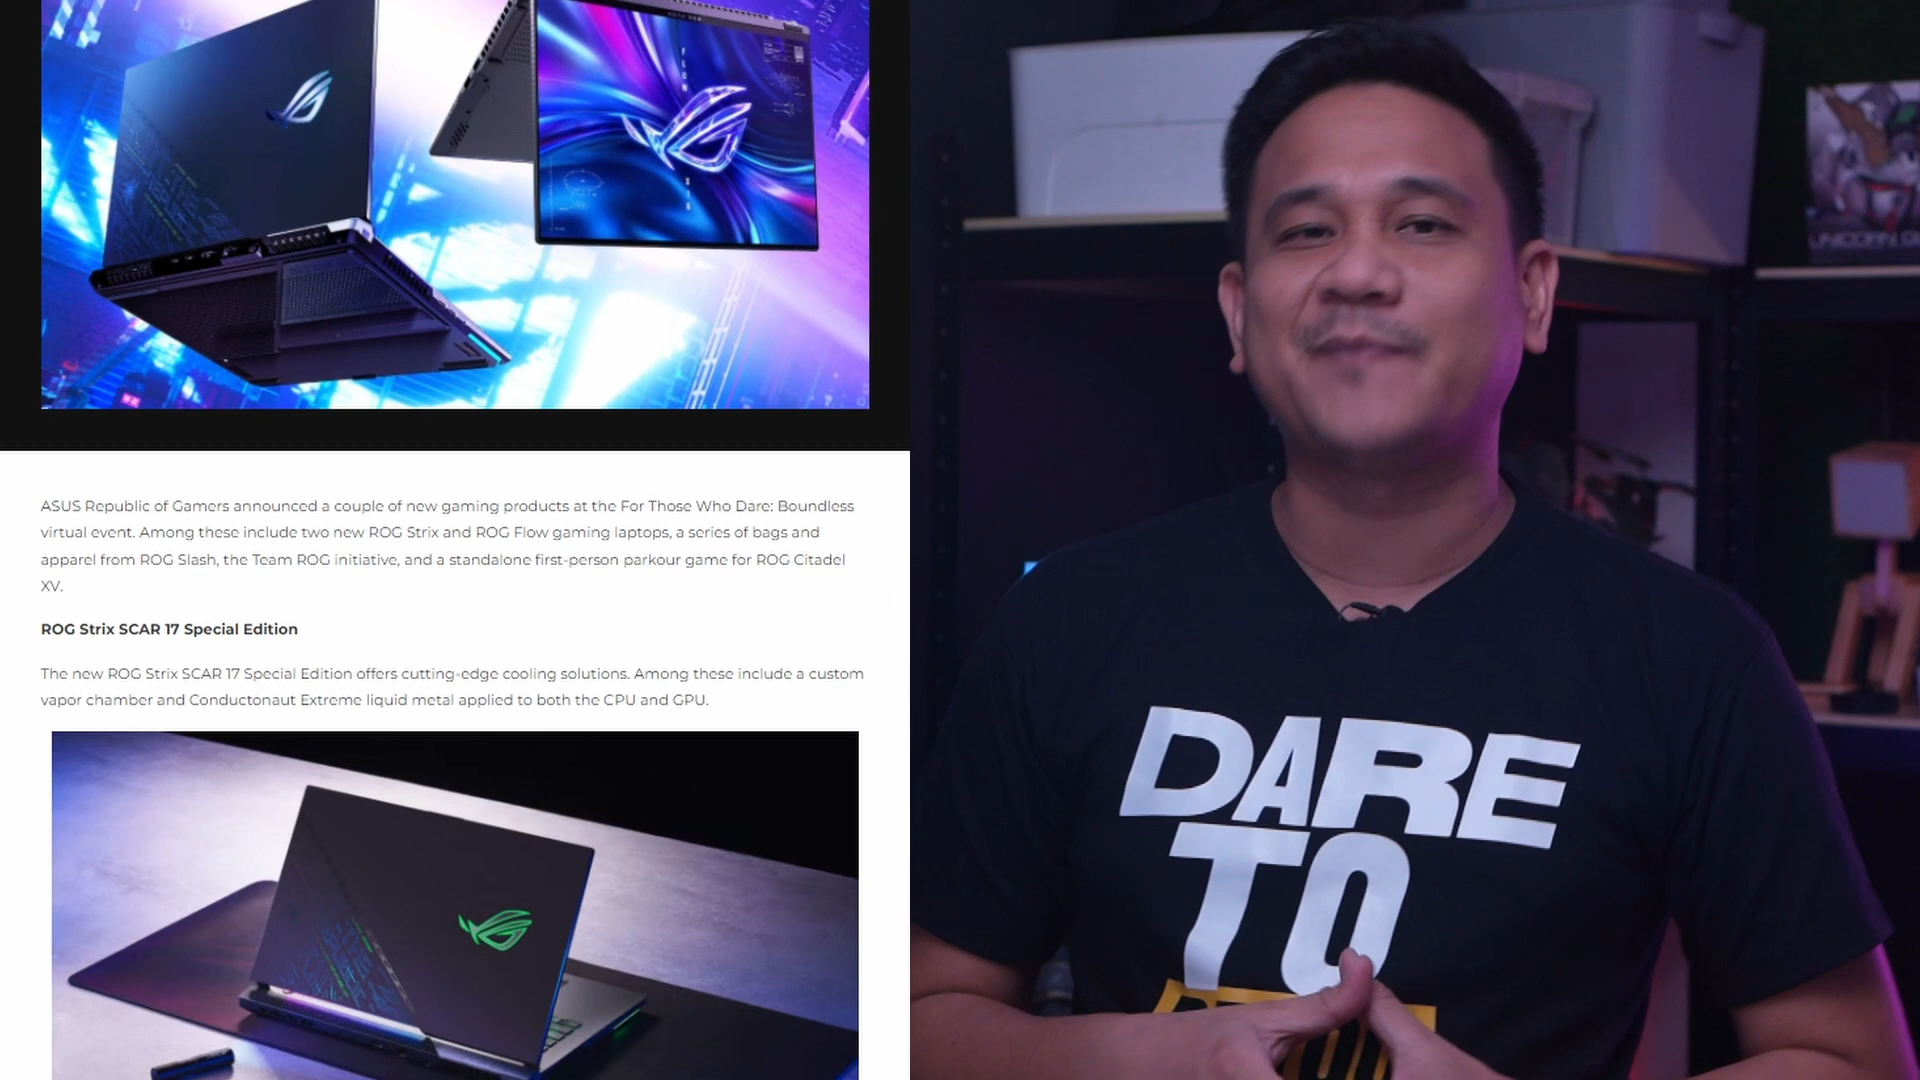 ASUS Republic of Gamers announced a couple of new gaming products at the For Those Who Dare: Boundless
virtual event. Among these include two new ROG Strix and ROG Flow gaming laptops, a series of bags and
apparel from ROG Slash, the Team ROG initiative, and a standalone first-person parkour game for ROG Citadel
XV.
ROG Strix SCAR 17 Special Edition
The new ROG Strix SCAR 17 Special Edition offers cutting-edge cooling solutions. Among these include a custom
vapor chamber and Conductonaut Extreme liquid metal applied to both the CPU and GPU.
FLOW
X16
DARE
TO